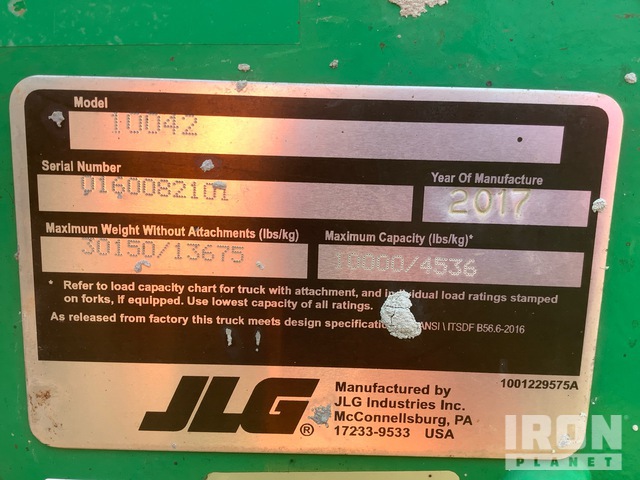 Model
10042
Serial Number
0160082101
Year Of Manufacture
2017
Maximum Weight Without Attachments (lbs/kg)
30150/13675
Maximum Capacity (lbs/kg)*
10000/4536
* Refer to load capacity chart for truck with attachment, and individual load ratings stamped
on forks, if equipped. Use lowest capacity of all ratings.
As released from factory this truck meets design specification ANSI \ ITSDF B56.6-2016
JLG®
Manufactured by
JLG Industries Inc.
McConnellsburg, PA
17233-9533 USA
1001229575A
IRON
PLANET